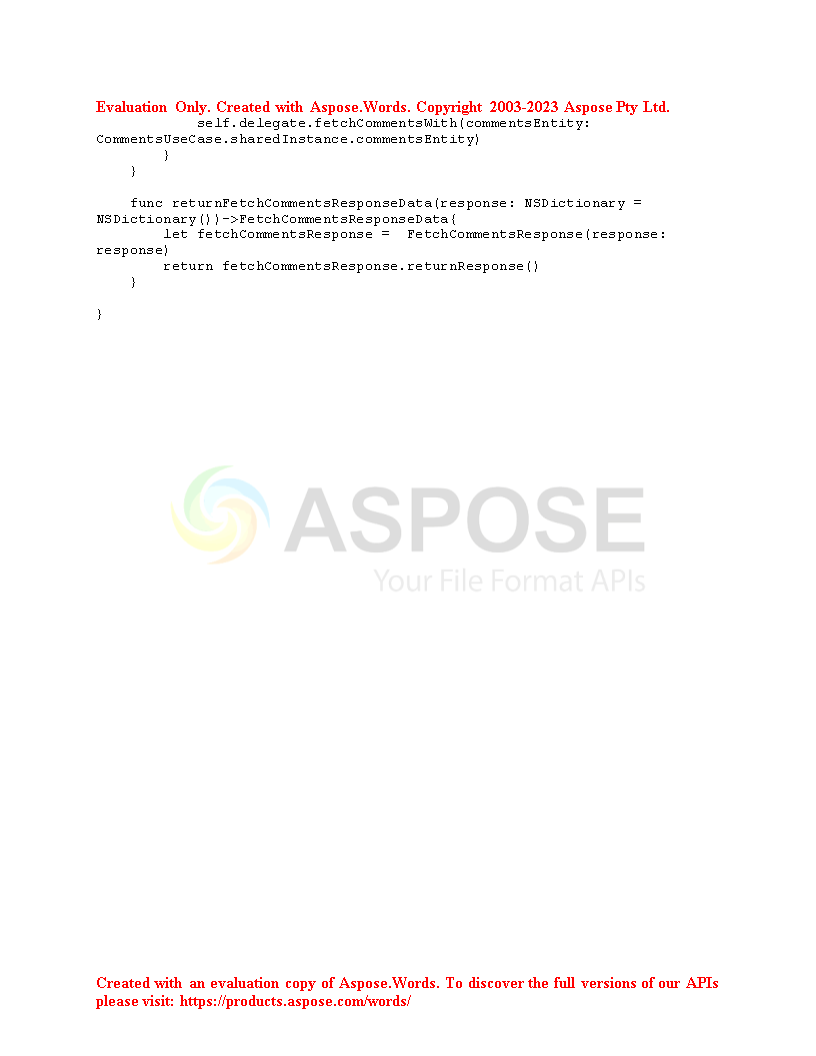 Evaluation Only. Created with Aspose.Words. Copyright 2003-2023 Aspose Pty Ltd.
            self.delegate.fetchCommentsWith(commentsEntity:
CommentsUseCase.sharedInstance.commentsEntity)
        }
    }

    func returnFetchCommentsResponseData(response: NSDictionary =
NSDictionary())->FetchCommentsResponseData{
        let fetchCommentsResponse =  FetchCommentsResponse(response:
response)
        return fetchCommentsResponse.returnResponse()
    }

}
ASPOSE
Your File Format APIs
Created with an evaluation copy of Aspose.Words. To discover the full versions of our APIs
please visit: https://products.aspose.com/words/